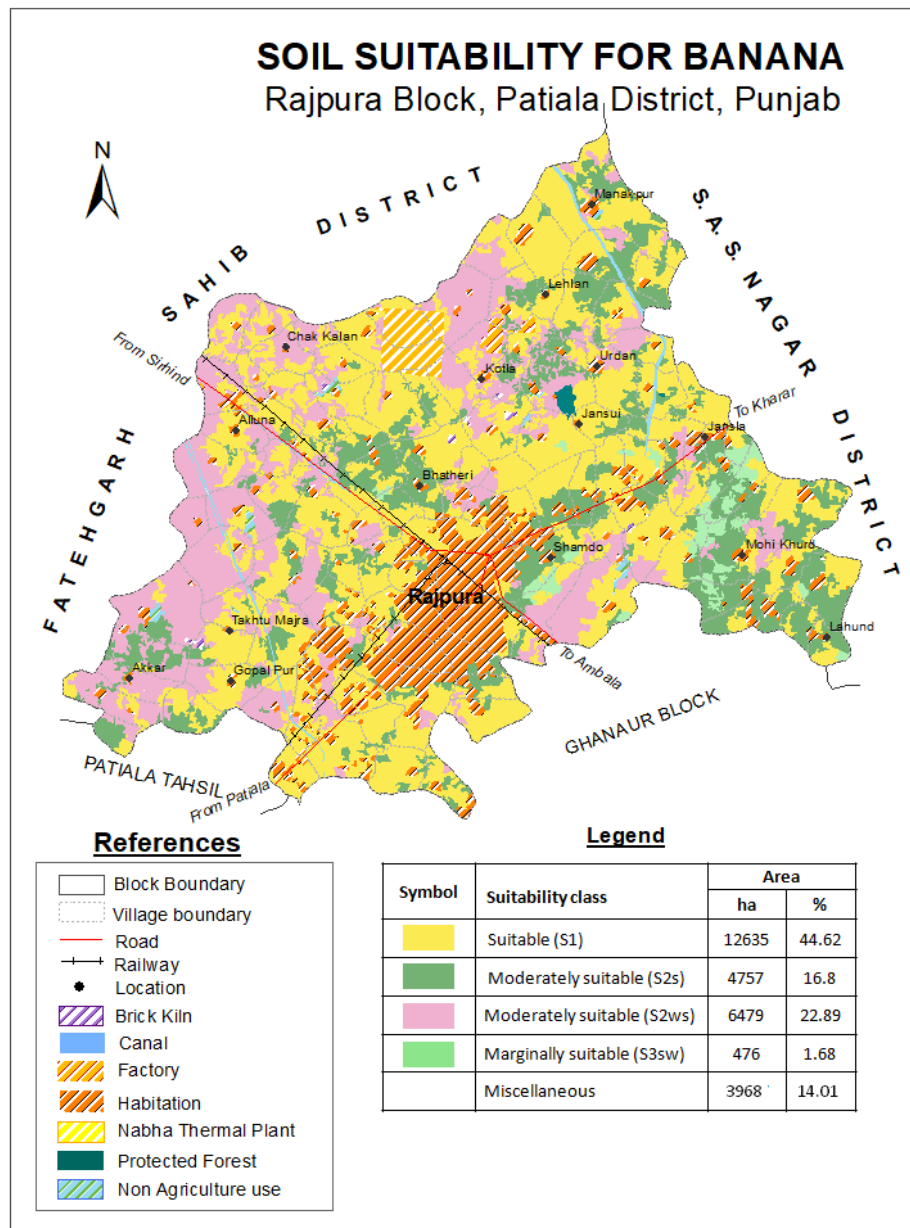 SOIL SUITABILITY FOR BANANA
Rajpura Block, Patiala District, Punjab
N
FATEHGARH SAHIB DISTRICT
S.A.S. NAGAR DISTRICT
Manakpur
Lehlan
Chak Kalan
From Sirhind
Urdan
Kotla
Jansui
To Kharar
Alluna
Jansla
Bhatheri
Shamdo
Mohi Khurd
Rajpura
Takhtu Majra
Lahund
To Ambala
Akkar
Gopal Pur
GHANAUR BLOCK
PATIALA TAHSIL
From Patiala
References
Block Boundary
Village boundary
Road
Railway
Location
Brick Kiln
Canal
Factory
Habitation
Nabha Thermal Plant
Protected Forest
Non Agriculture use
Legend
Symbol Suitability class Area
ha %
Suitable (S1) 12635 44.62
Moderately suitable (S2s) 4757 16.8
Moderately suitable (S2ws) 6479 22.89
Marginally suitable (S3sw) 476 1.68
Miscellaneous 3968 14.01